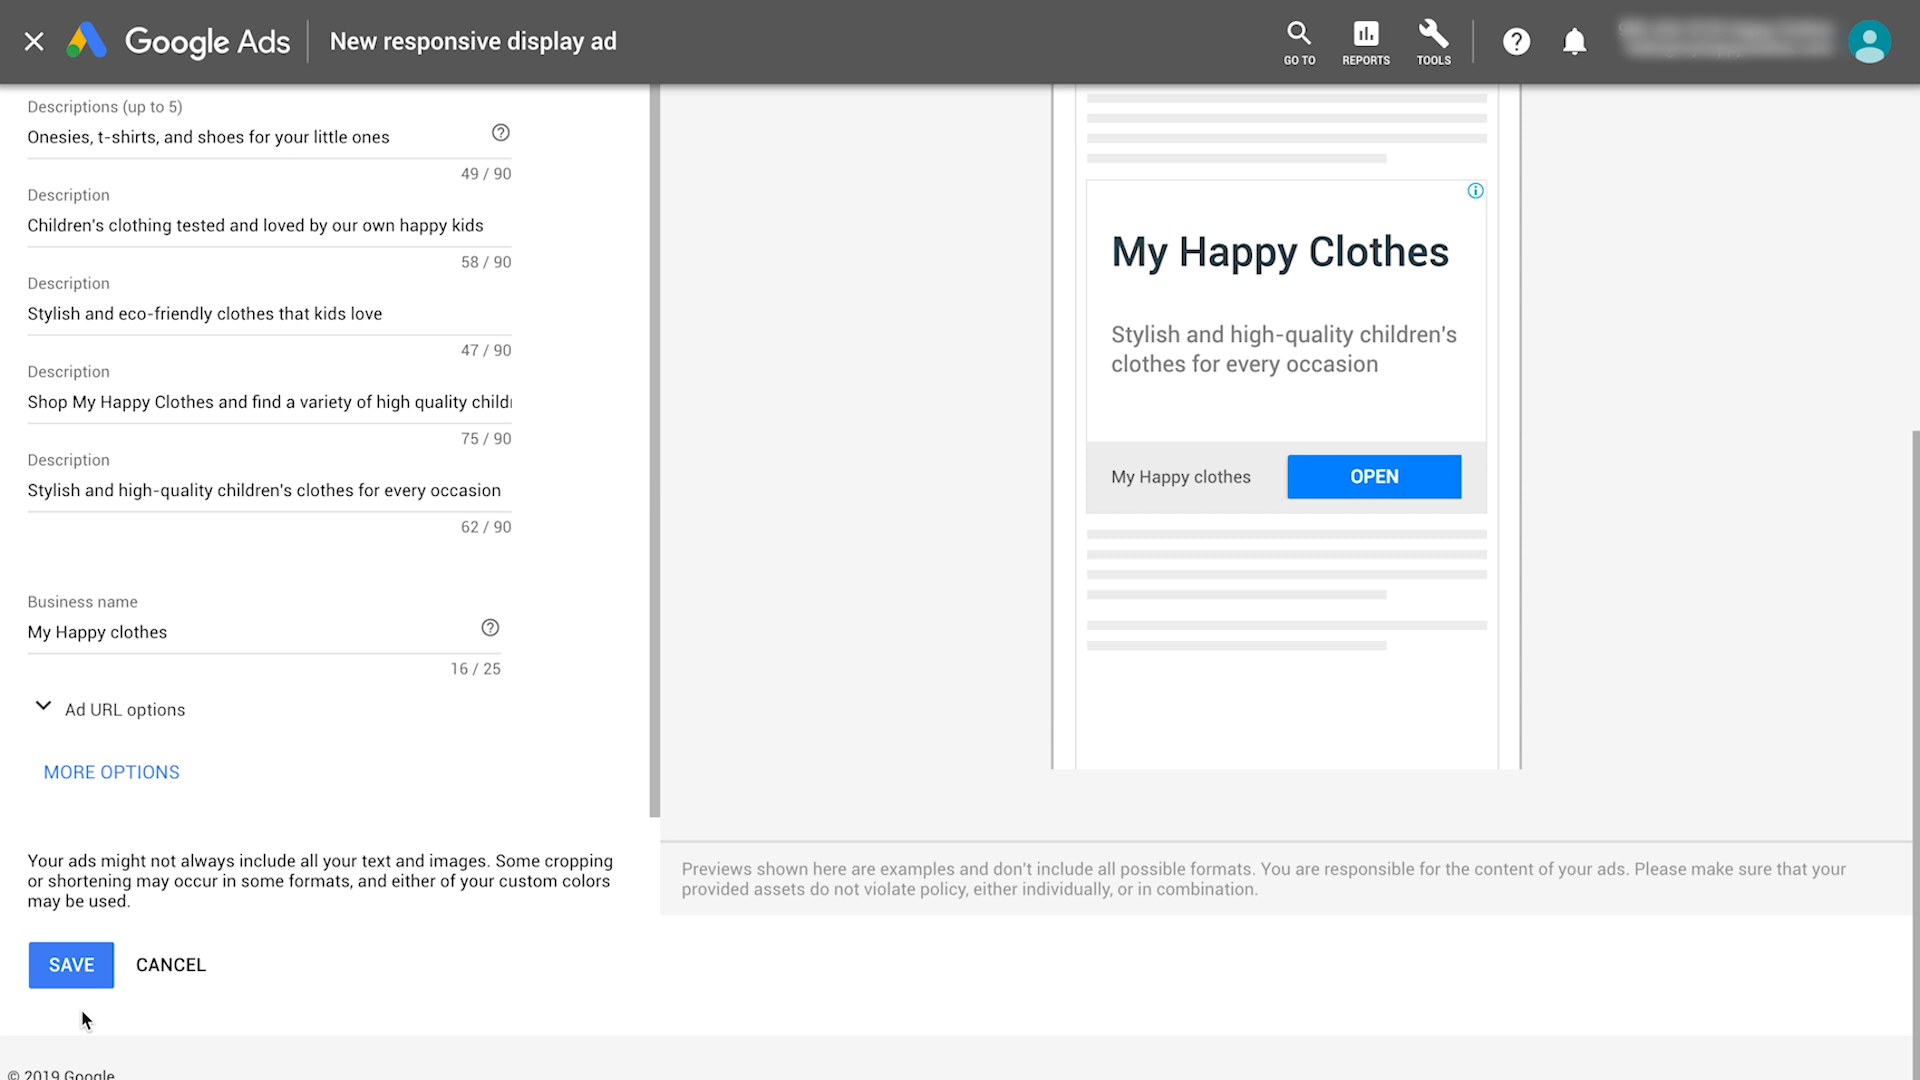 Google Ads
New responsive display ad
GO TO
REPORTS
TOOLS
Descriptions (up to 5)
Onesies, t-shirts, and shoes for your little ones
49 / 90
Description
Children's clothing tested and loved by our own happy kids
58 / 90
Description
Stylish and eco-friendly clothes that kids love
47 / 90
Description
Shop My Happy Clothes and find a variety of high quality child
75 / 90
Description
Stylish and high-quality children's clothes for every occasion
62 / 90
Business name
My Happy clothes
16 / 25
Ad URL options
MORE OPTIONS
Your ads might not always include all your text and images. Some cropping
or shortening may occur in some formats, and either of your custom colors
may be used.
SAVE
CANCEL
My Happy Clothes
Stylish and high-quality children's
clothes for every occasion
My Happy clothes
OPEN
Previews shown here are examples and don't include all possible formats. You are responsible for the content of your ads. Please make sure that your
provided assets do not violate policy, either individually, or in combination.
© 2019 Google